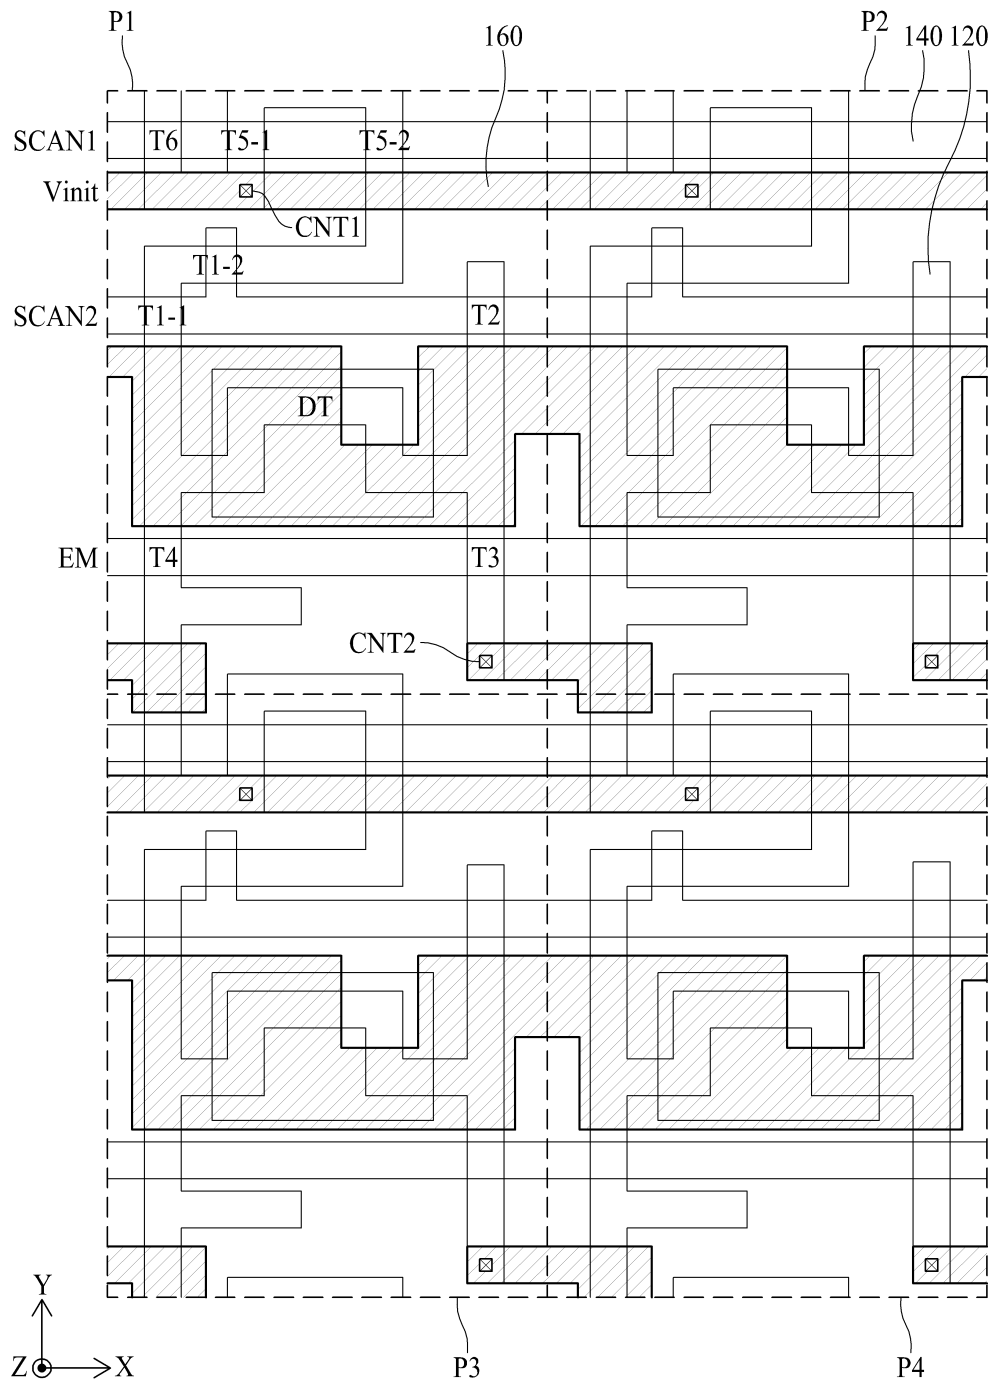 P1 P2
160 140 120
SCAN1 T6 T5-1 T5-2
Vinit
CNT1
T1-2
SCAN2 T1-1 T2
DT
EM T4 T3
CNT2
Y
Z X
P3 P4